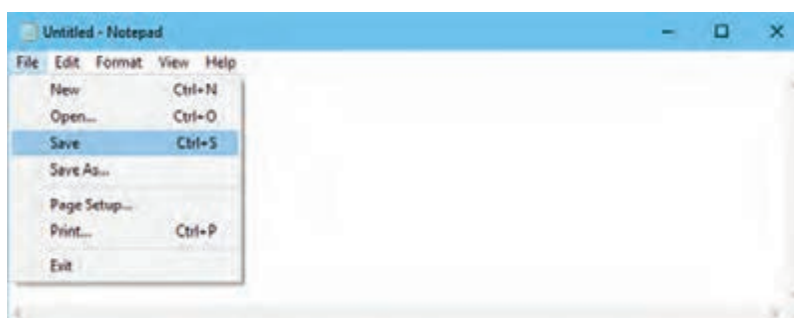 Untitled - Notepad
File Edit Format View Help
New Ctrl+N
Open... Ctrl+O
Save Ctrl+S
Save As...
Page Setup...
Print... Ctrl+P
Exit